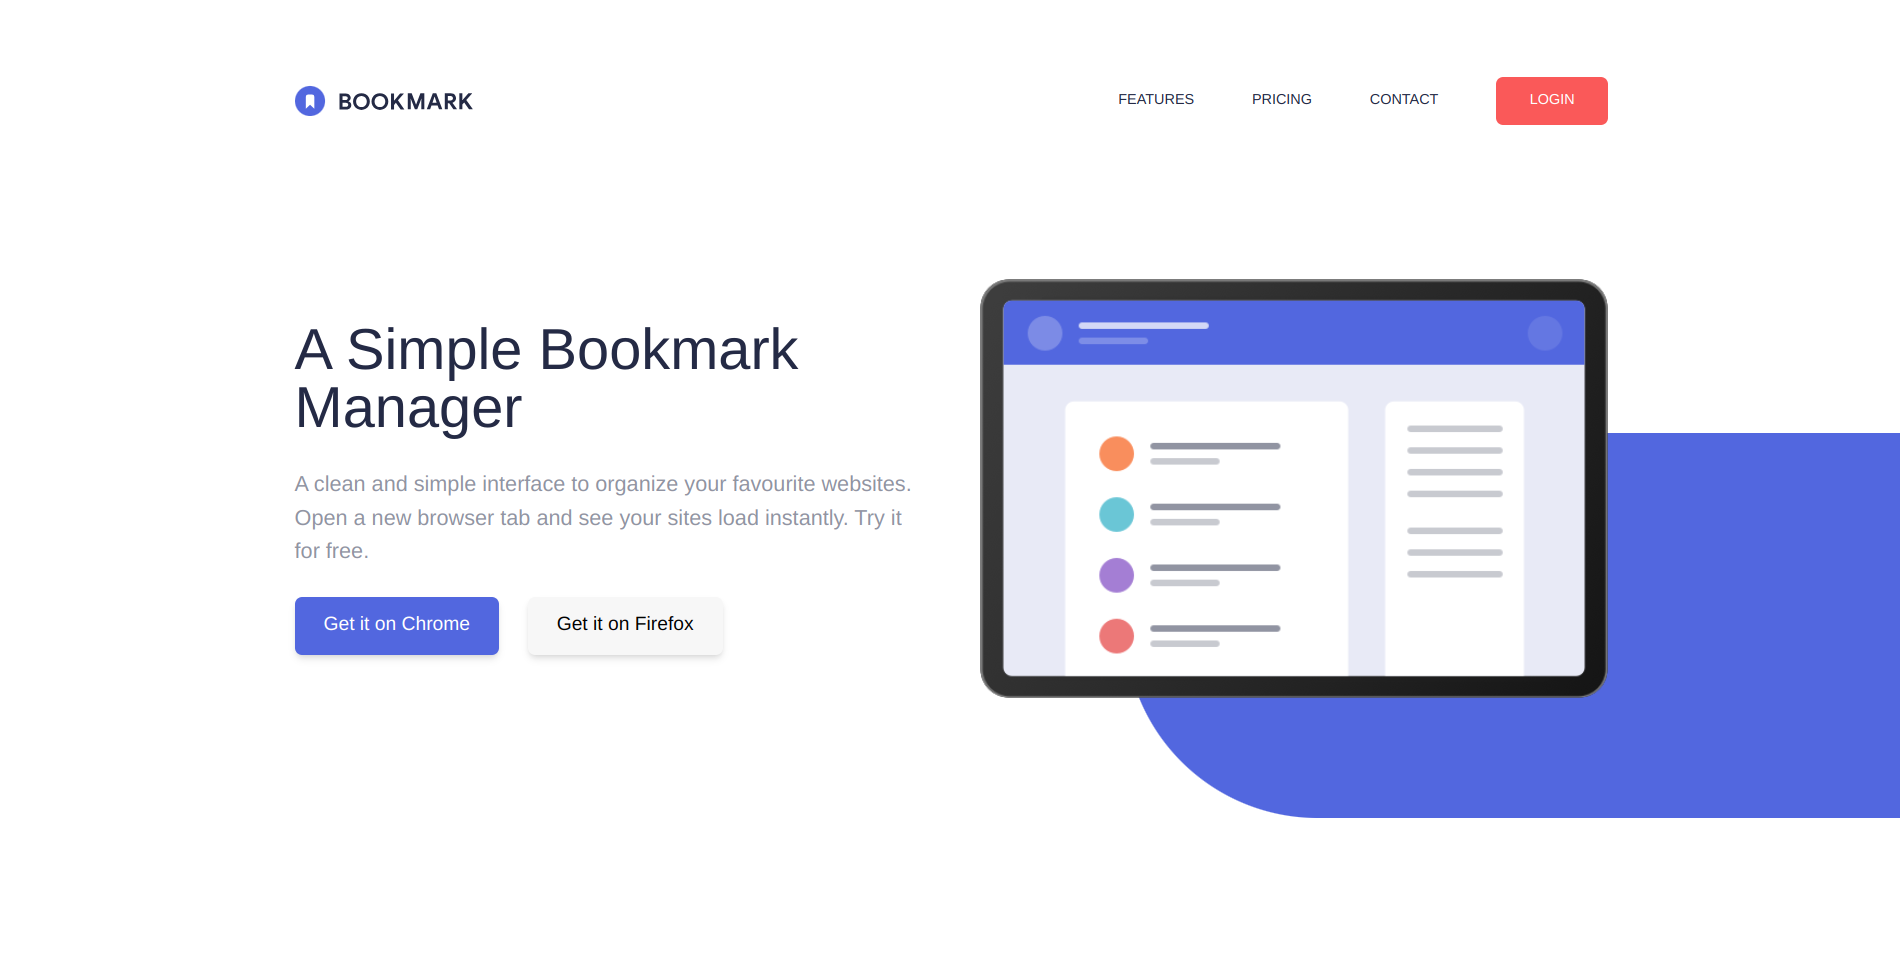 BOOKMARK
FEATURES
PRICING
CONTACT
LOGIN
A Simple Bookmark
Manager
A clean and simple interface to organize your favourite websites.
Open a new browser tab and see your sites load instantly. Try it
for free.
Get it on Chrome
Get it on Firefox